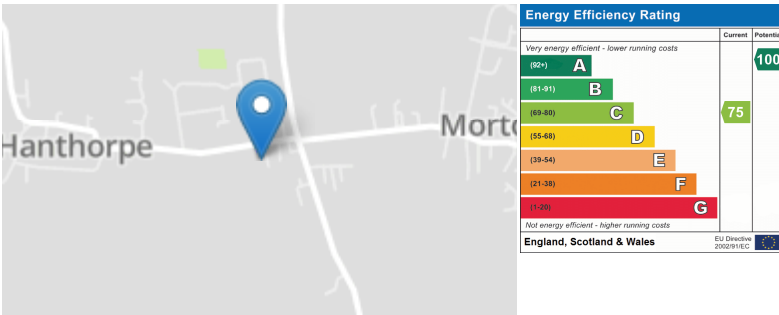 Hanthorpe
Energy Efficiency Rating
Current
Very energy efficient - lower running costs
(92+) A
100
(81-91) B
(69-80) C
75
(55-68) D
(39-54) E
(21-38) F
(1-20) G
Not energy efficient - higher running costs
England, Scotland & Wales
EU Directive
2002/91/EC